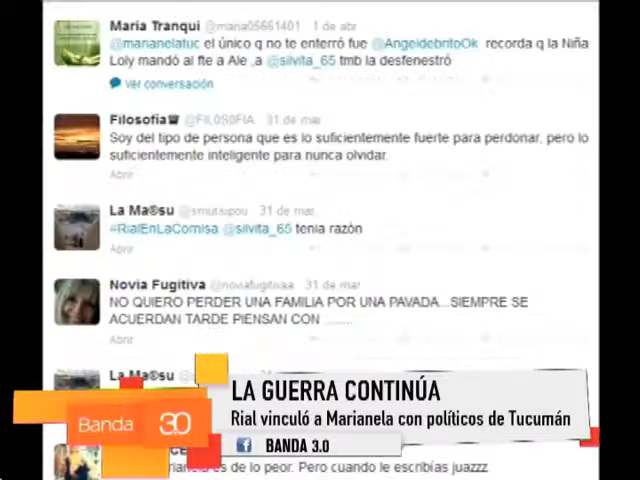 María Tranqui @maria05661401 1 de abr
@marianelatuc el único q no te enterró fue @AngeldebritoOk recorda q la Niña
Loly mandó al fte a Ale ,a @silvita_65 tmb la desfenestró
Ver conversación
Filosofía @FIL0S0FIA 31 de mar
Soy del tipo de persona que es lo suficientemente fuerte para perdonar, pero lo
suficientemente inteligente para nunca olvidar.
Abrir
La Ma®su @smutsipou 31 de mar
#RialEnLaComisa @silvita_65 tenia razón
Abrir
Novia Fugitiva @noviafugitivaa 31 de mar
NO QUIERO PERDER UNA FAMILIA POR UNA PAVADA...SIEMPRE SE
ACUERDAN TARDE PIENSAN CON ........
Abrir
La Ma®su
LA GUERRA CONTINÚA
Rial vinculó a Marianela con políticos de Tucumán
Banda 3.0
f BANDA 3.0
es de lo peor. Pero cuando le escribías juazzz